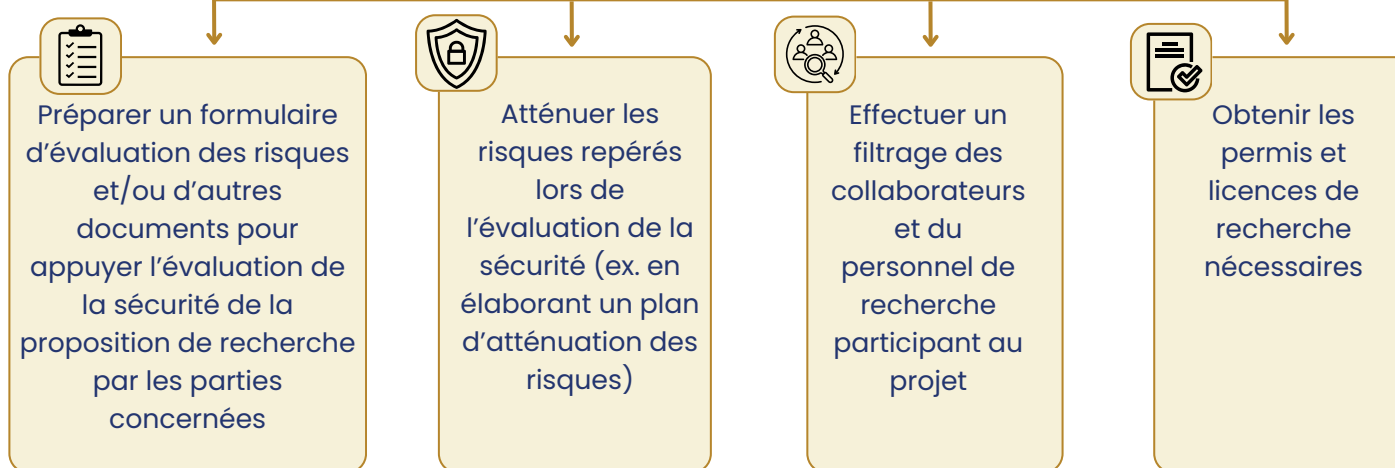 Préparer un formulaire
d’évaluation des risques
et/ou d’autres
documents pour
appuyer l’évaluation de
la sécurité de la
proposition de recherche
par les parties
concernées
Atténuer les
risques repérés
lors de
l’évaluation de la
sécurité (ex. en
élaborant un plan
d’atténuation des
risques)
Effectuer un
filtrage des
collaborateurs
et du
personnel de
recherche
participant au
projet
Obtenir les
permis et
licences de
recherche
nécessaires